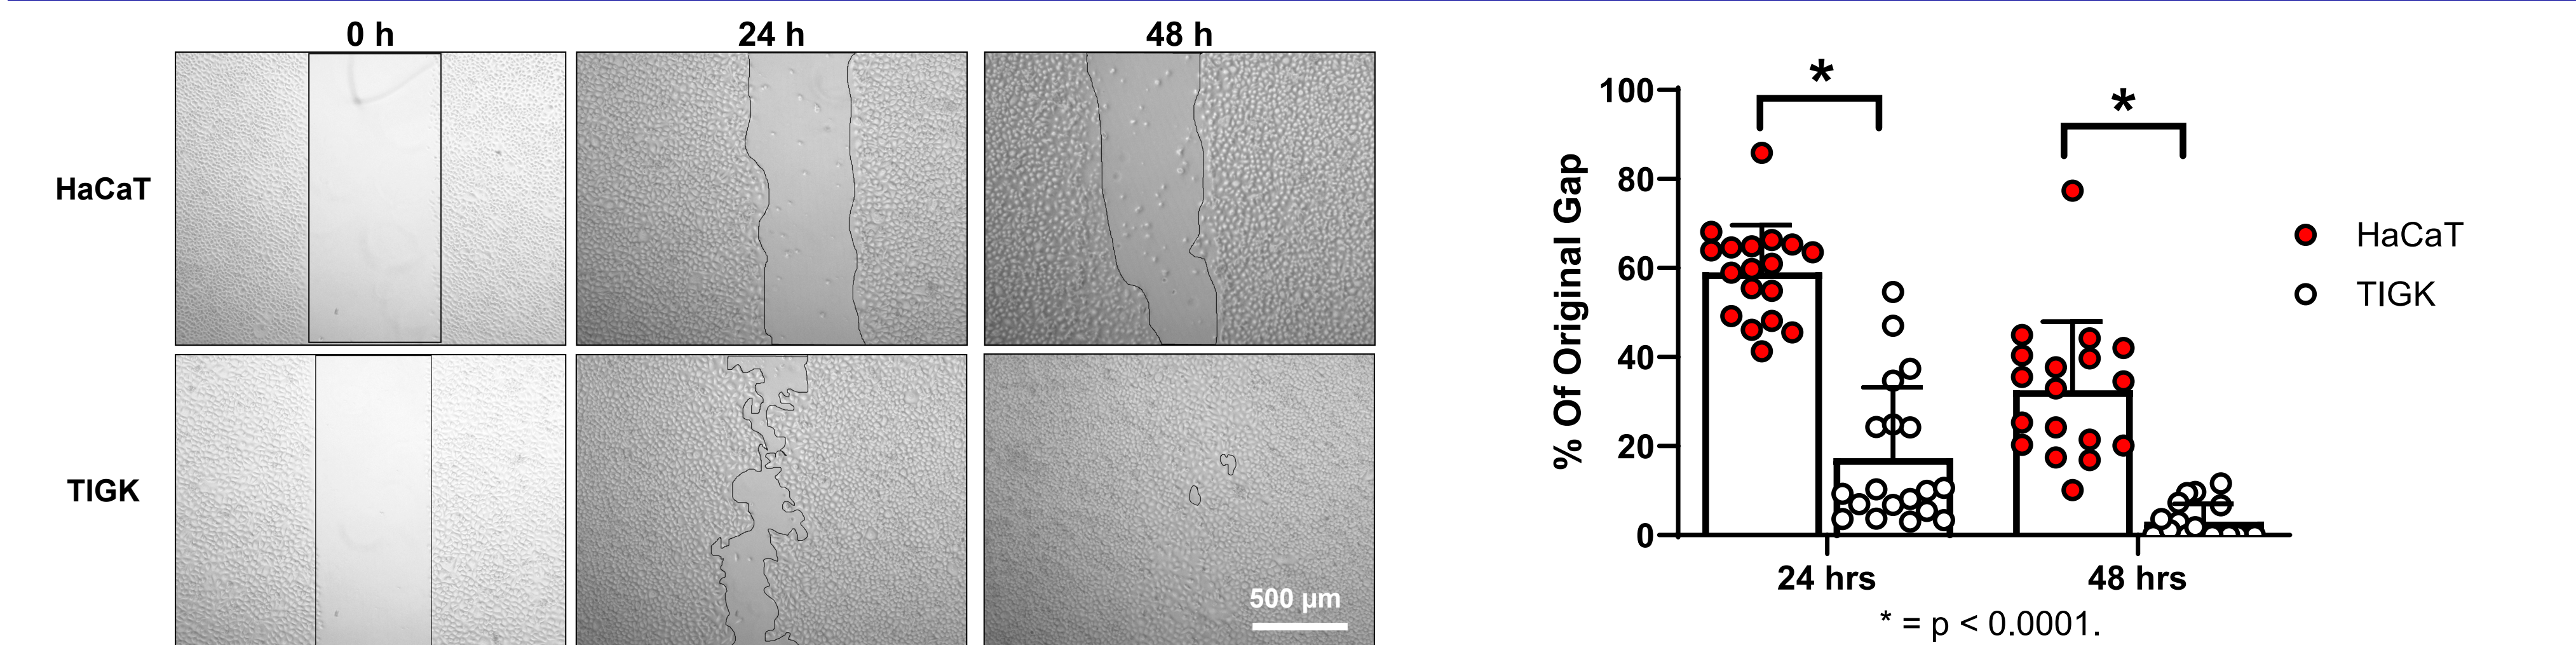 0 h
24 h
48 h
HaCaT
TIGK
500 µm
% Of Original Gap
100
80
60
40
20
0
*
*
24 hrs
48 hrs
* = p < 0.0001.
HaCaT
TIGK